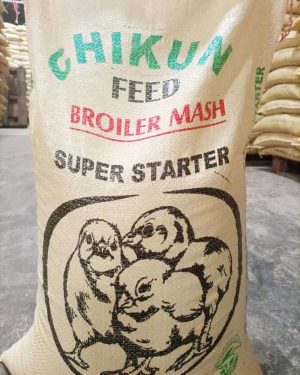 CHIKUN
FEED
BROILER MASH
SUPER STARTER